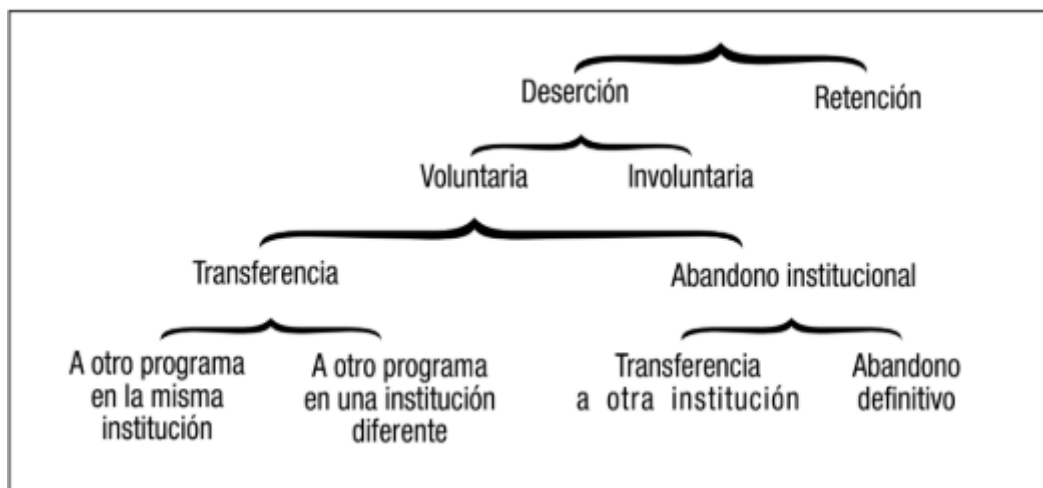 Deserción
Retención
Voluntaria
Involuntaria
Transferencia
Abandono institucional
A otro programa
en la misma
institución
A otro programa
en una institución
diferente
Transferencia
a otra institución
Abandono
definitivo